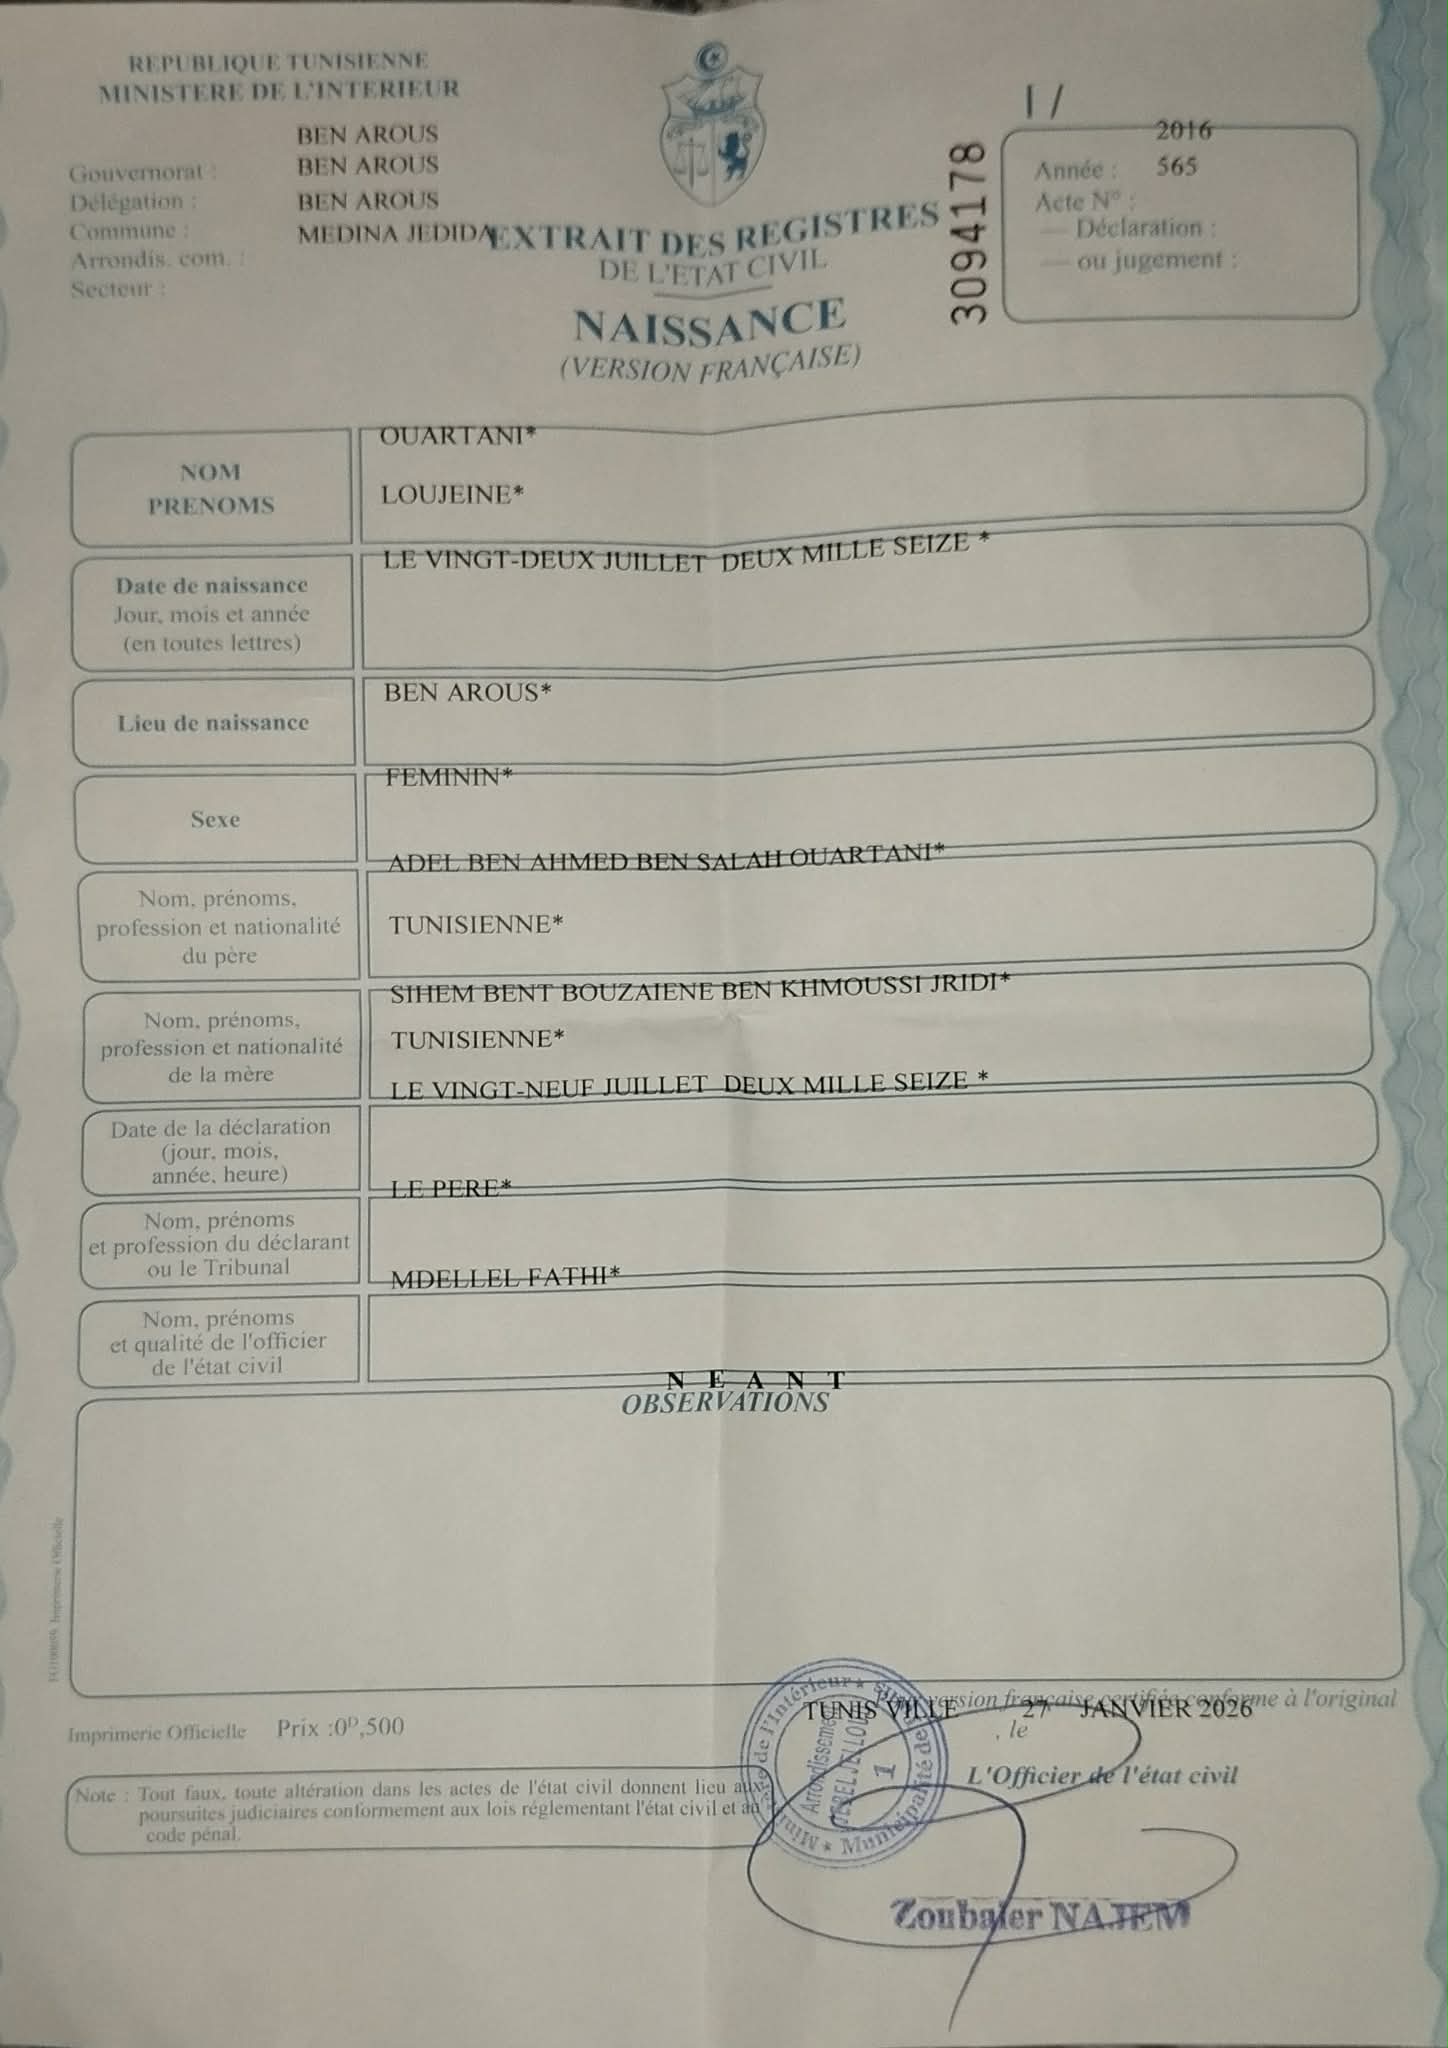 REPUBLIQUE TUNISIENNE
MINISTERE DE L'INTERIEUR
BEN AROUS
Gouvernorat : BEN AROUS
Délégation : BEN AROUS
Commune : MEDINA JEDIDA
Arrondis. com. :
Secteur :
EXTRAIT DES REGISTRES
DE L'ETAT CIVIL
NAISSANCE
(VERSION FRANÇAISE)
3094178
1/
2016
Année : 565
Acte N° :
— Déclaration :
— ou jugement :
NOM
PRENOMS
OUARTANI*
LOUJEINE*
Date de naissance
Jour, mois et année
(en toutes lettres)
LE VINGT-DEUX JUILLET DEUX MILLE SEIZE *
Lieu de naissance
BEN AROUS*
Sexe
FEMININ*
Nom, prénoms,
profession et nationalité
du père
ADEL BEN AHMED BEN SALAH OUARTANI*
TUNISIENNE*
Nom, prénoms,
profession et nationalité
de la mère
SIHEM BENT BOUZAIENE BEN KHMOUSSI JRIDI*
TUNISIENNE*
Date de la déclaration
(jour, mois,
année, heure)
LE VINGT-NEUF JUILLET DEUX MILLE SEIZE *
Nom, prénoms
et profession du déclarant
ou le Tribunal
LE PERE*
Nom, prénoms
et qualité de l'officier
de l'état civil
MDELLEL FATHI*
N E A N T
OBSERVATIONS
Imprimerie Officielle
Imprimerie Officielle Prix :0ᴰ,500
Pour version française certifiée conforme à l'original
TUNIS VILLE 27 JANVIER 2026
, le
L'Officier de l'état civil
Note : Tout faux, toute altération dans les actes de l'état civil donnent lieu aux
poursuites judiciaires conformement aux lois réglementant l'état civil et au
code pénal.
de l'Intérieur
Municipalité de
Arrondissement
1
Zoubaier NAJEM